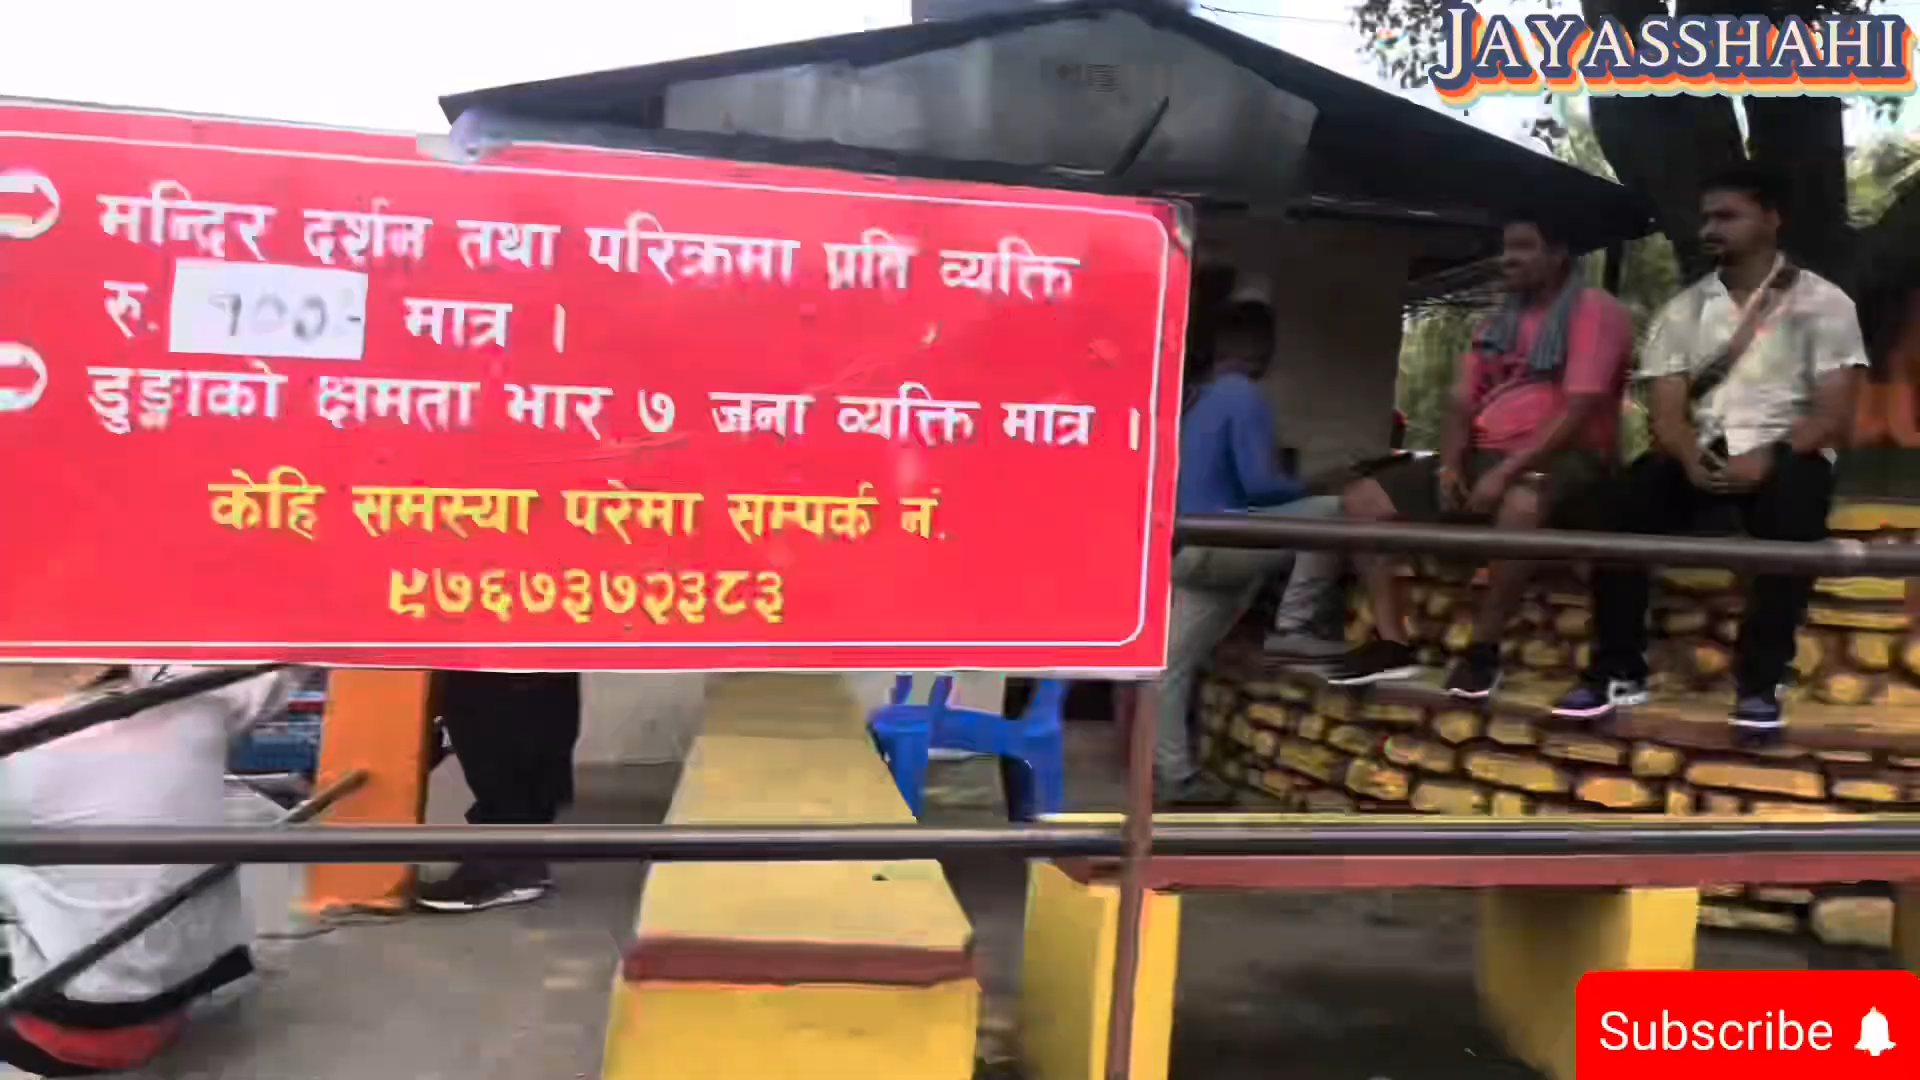 JAYASSHAHI
मन्दिर दर्शन तथा परिक्रमा प्रति व्यक्ति
रु. १००।- मात्र ।
डुङ्गाको क्षमता भार ७ जना व्यक्ति मात्र ।
केहि समस्या परेमा सम्पर्क नं.
९७६७३७२३८३
Subscribe